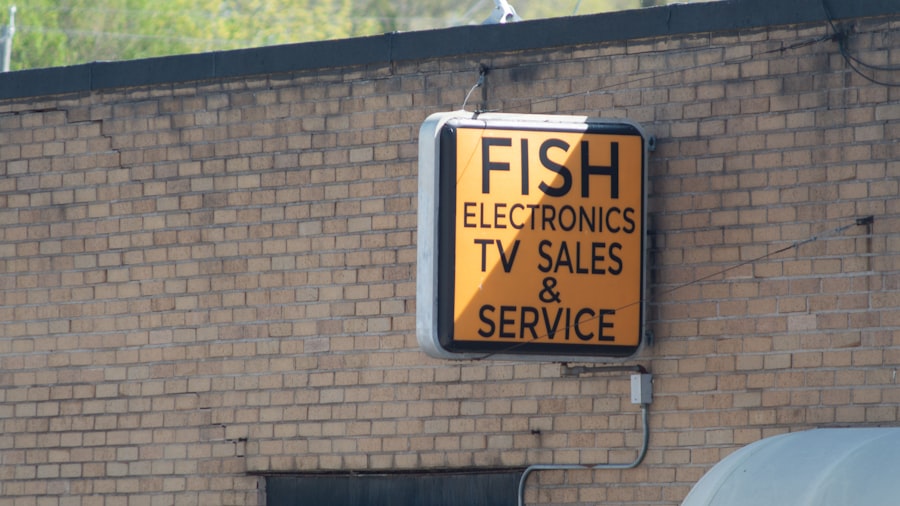 FISH
ELECTRONICS
TV SALES
&
SERVICE